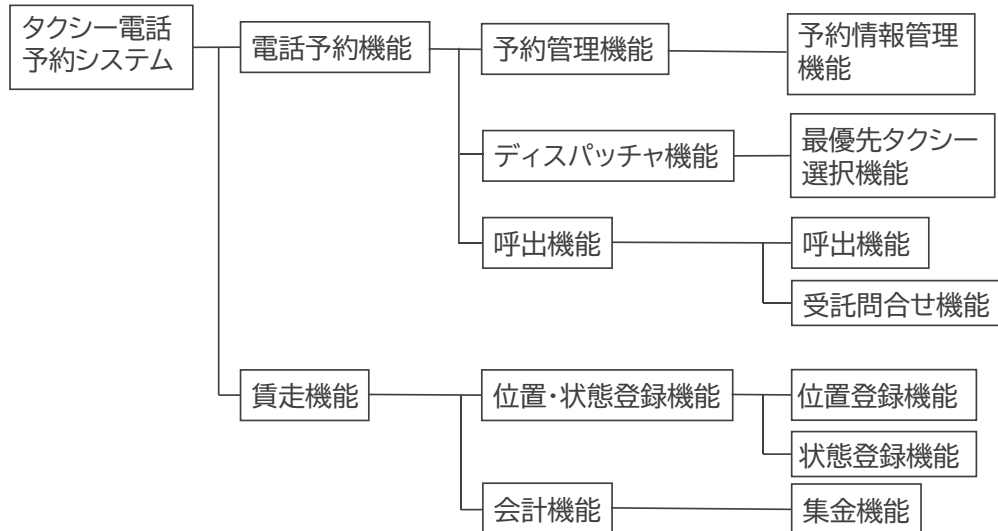 タクシー電話
予約システム
電話予約機能
予約管理機能
予約情報管理
機能
ディスパッチャ機能
最優先タクシー
選択機能
呼出機能
呼出機能
受託問合せ機能
賃走機能
位置・状態登録機能
位置登録機能
状態登録機能
会計機能
集金機能